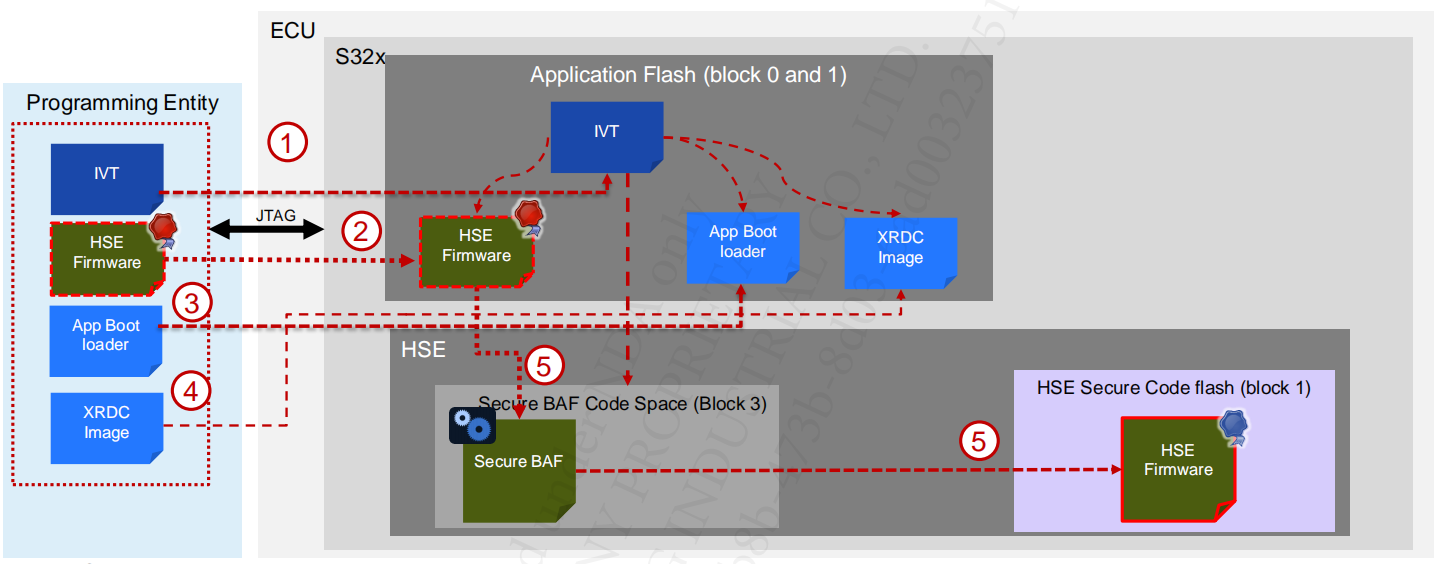 ECU
S32x
Application Flash (block 0 and 1)
Programming Entity
1
IVT
IVT
JTAG
2
HSE
Firmware
HSE
Firmware
App Boot
loader
XRDC
Image
3
App Boot
loader
HSE
5
4
XRDC
Image
Secure BAF Code Space (Block 3)
HSE Secure Code flash (block 1)
Secure BAF
5
HSE
Firmware